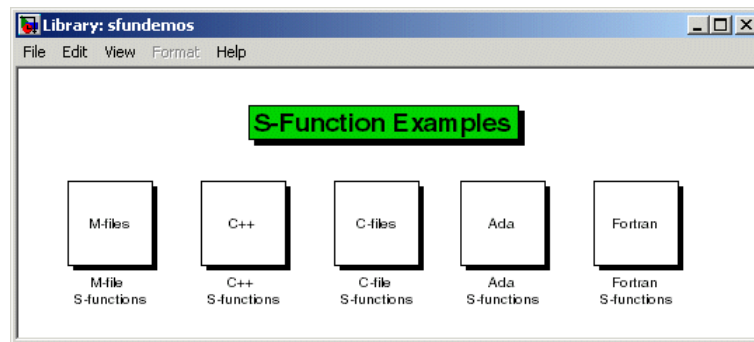 Library: sfundemos
File Edit View Format Help
S-Function Examples
M-files C++ C-files Ada Fortran
M-file C++ C-file Ada Fortran
S-functions S-functions S-functions S-functions S-functions